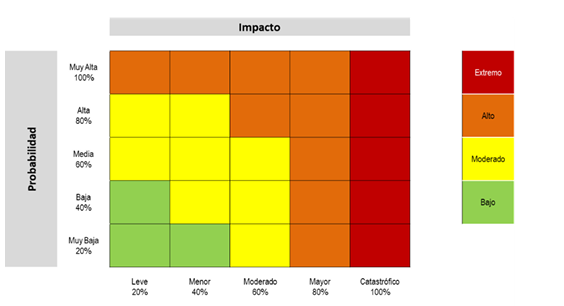 Impacto
Probabilidad
Muy Alta
100%
Alta
80%
Media
60%
Baja
40%
Muy Baja
20%
Leve
20%
Menor
40%
Moderado
60%
Mayor
80%
Catastrófico
100%
Extremo
Alto
Moderado
Bajo